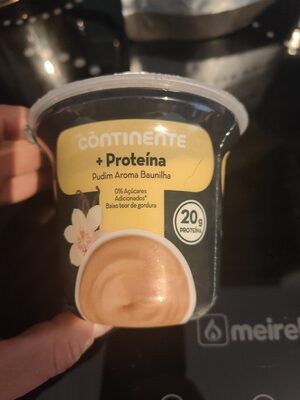 CONTINENTE
+ Proteína
Pudim Aroma Baunilha
0% Açúcares
Adicionados*
Baixo teor de gordura
20g
PROTEÍNA
meirel